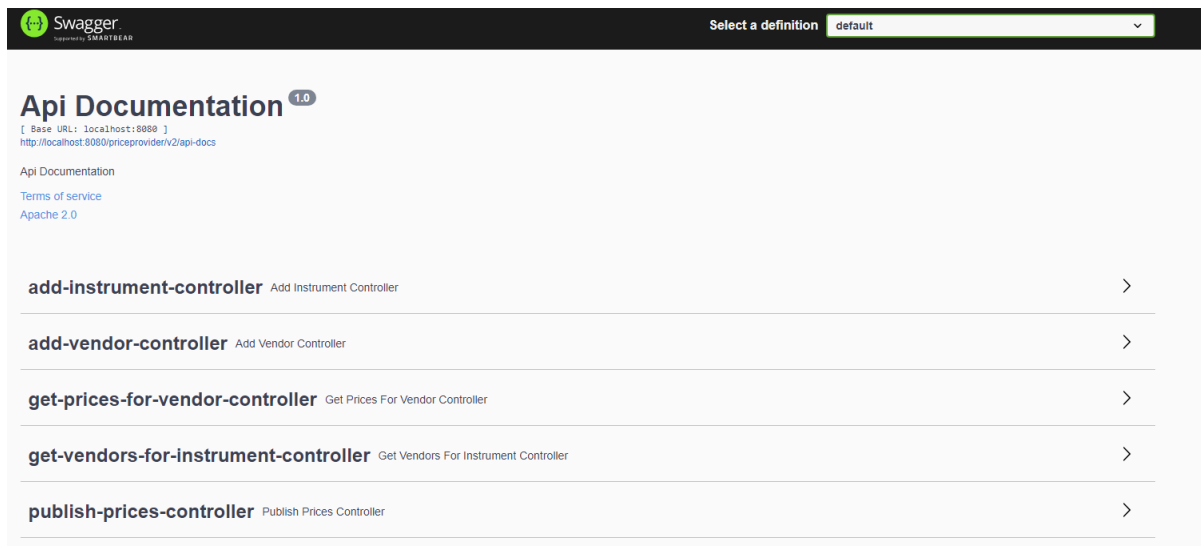 {···} Swagger.
Supported by SMARTBEAR
Select a definition default
Api Documentation 1.0
[ Base URL: localhost:8080 ]
http://localhost:8080/priceprovider/v2/api-docs
Api Documentation
Terms of service
Apache 2.0
add-instrument-controller Add Instrument Controller
add-vendor-controller Add Vendor Controller
get-prices-for-vendor-controller Get Prices For Vendor Controller
get-vendors-for-instrument-controller Get Vendors For Instrument Controller
publish-prices-controller Publish Prices Controller